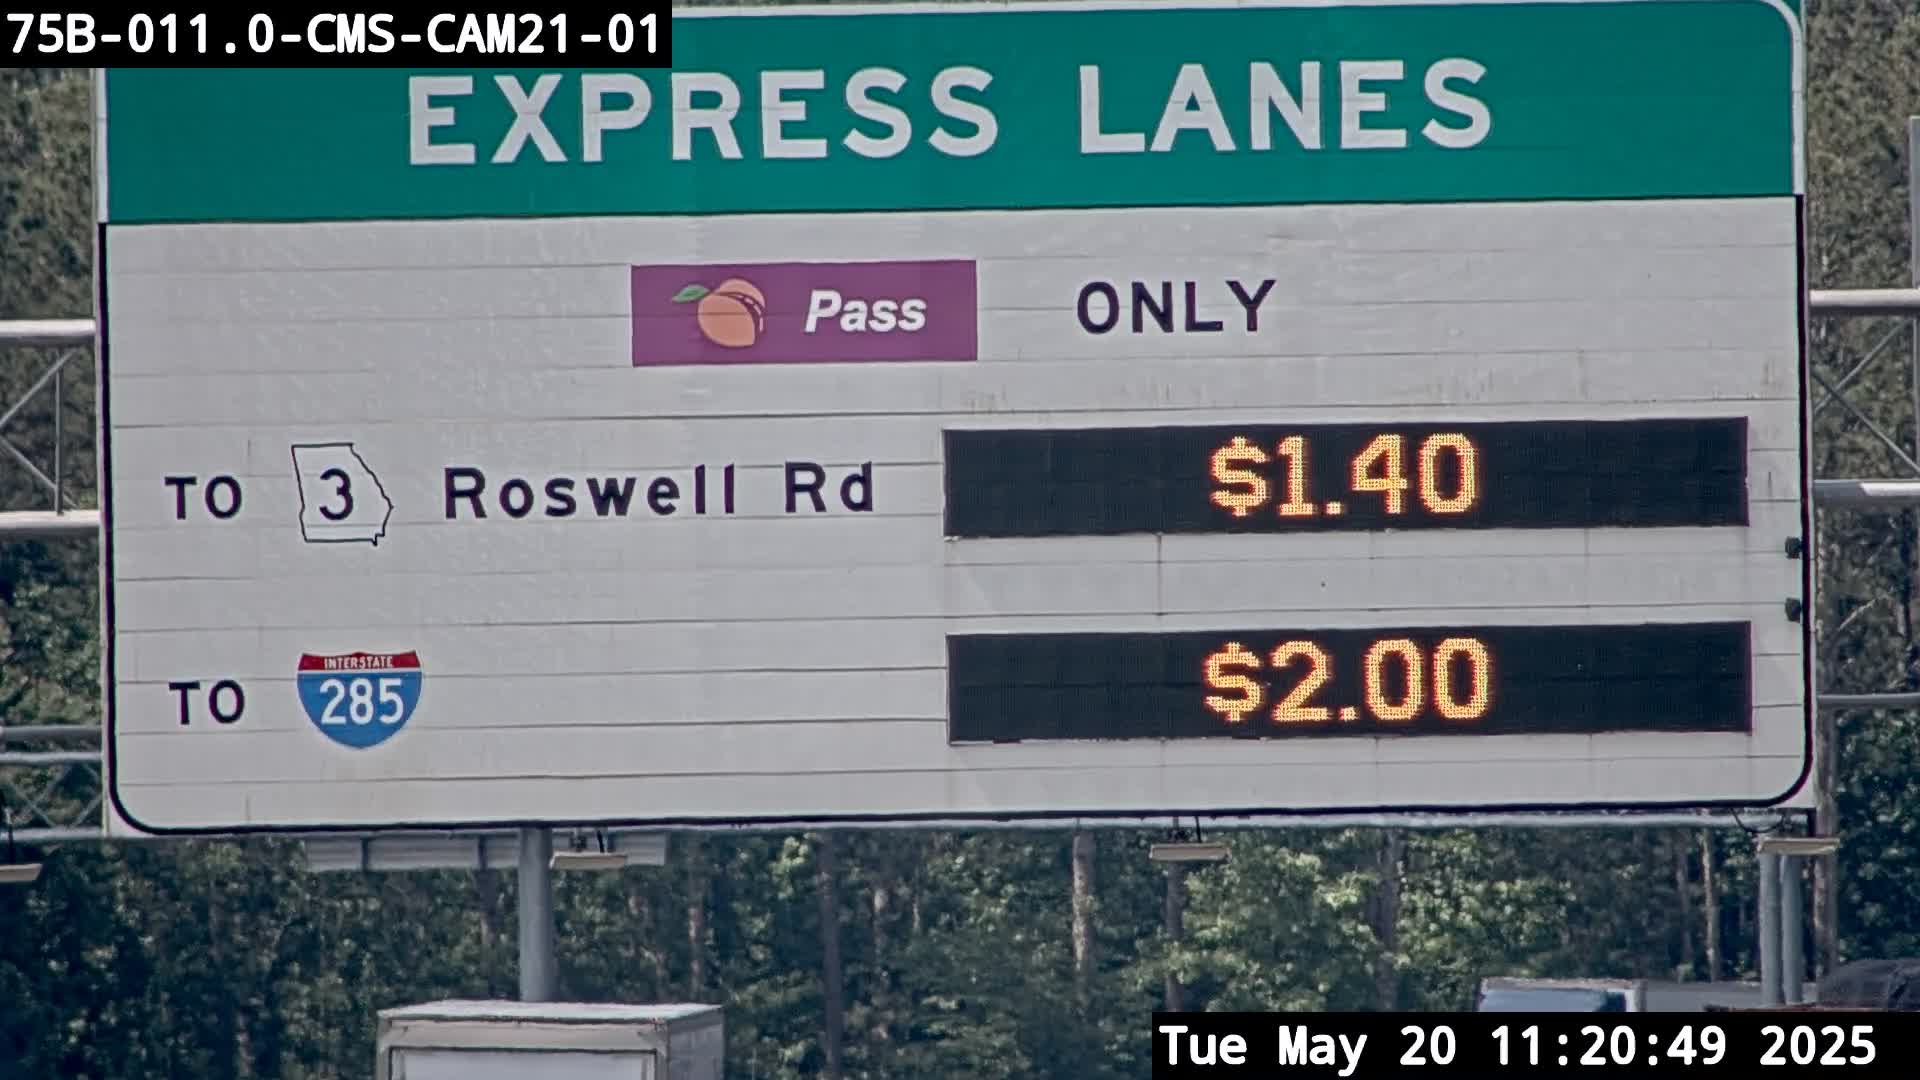 75B-011.0-CMS-CAM21-01
EXPRESS LANES
Pass ONLY
TO 3 Roswell Rd $1.40
INTERSTATE
TO 285 $2.00
Tue May 20 11:20:49 2025